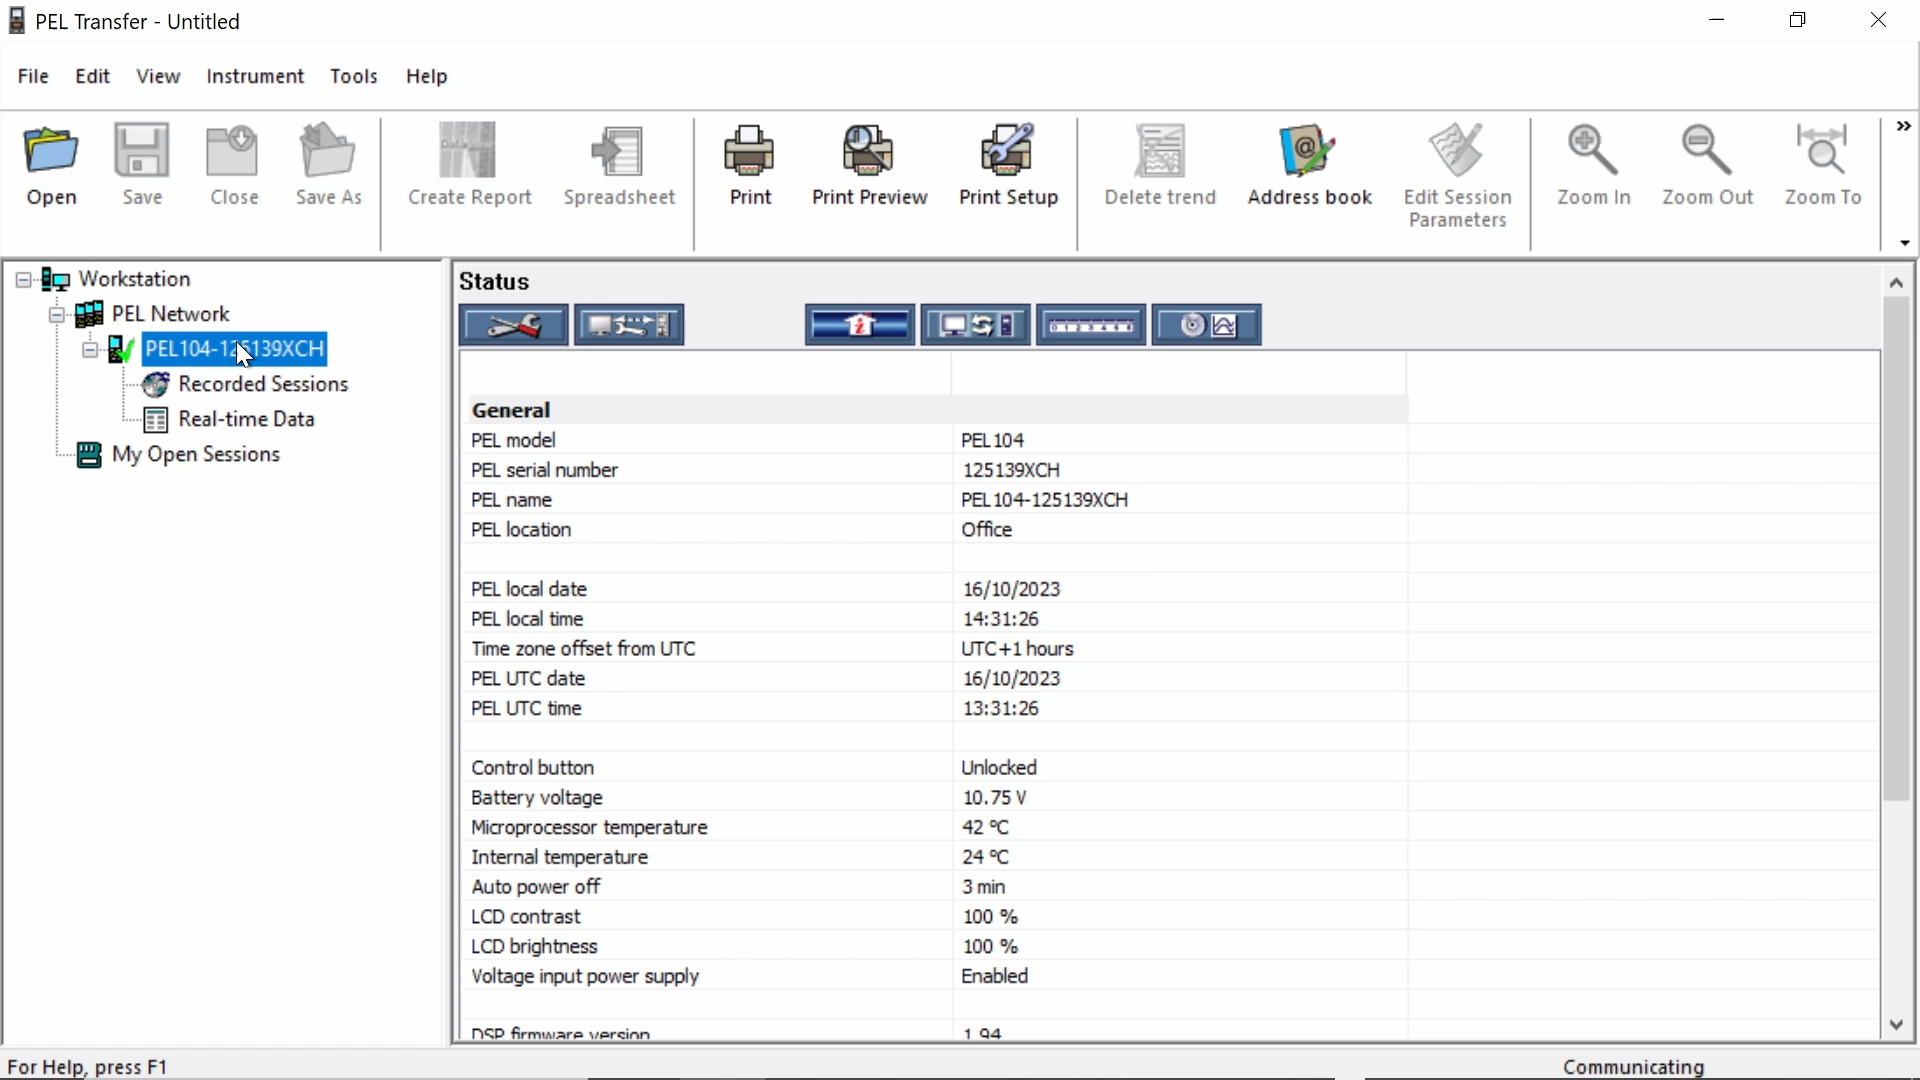 PEL Transfer - Untitled
File Edit View Instrument Tools Help
Open Save Close Save As Create Report Spreadsheet Print Print Preview Print Setup Delete trend Address book Edit Session Parameters Zoom In Zoom Out Zoom To
Workstation
PEL Network
PEL104-125139XCH
Recorded Sessions
Real-time Data
My Open Sessions
Status
General
PEL model PEL104
PEL serial number 125139XCH
PEL name PEL104-125139XCH
PEL location Office
PEL local date 16/10/2023
PEL local time 14:31:26
Time zone offset from UTC UTC+1 hours
PEL UTC date 16/10/2023
PEL UTC time 13:31:26
Control button Unlocked
Battery voltage 10.75 V
Microprocessor temperature 42 °C
Internal temperature 24 °C
Auto power off 3 min
LCD contrast 100 %
LCD brightness 100 %
Voltage input power supply Enabled
DSP firmware version 1.94
For Help, press F1 Communicating